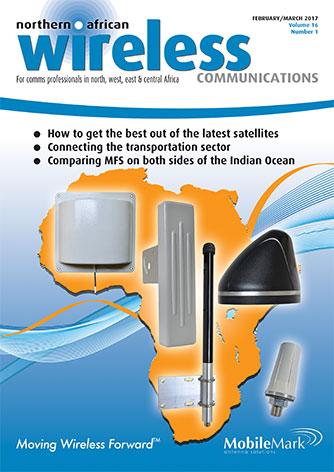 northern african
wireless
COMMUNICATIONS
For comms professionals in north, west, east & central Africa
FEBRUARY/MARCH 2017
Volume 16
Number 1
● How to get the best out of the latest satellites
● Connecting the transportation sector
● Comparing MFS on both sides of the Indian Ocean
Moving Wireless Forward™
MobileMark
antenna solutions